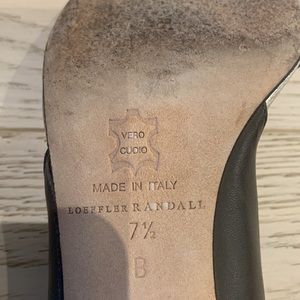 VERO
CUOIO
MADE IN ITALY
LOEFFLER RANDALL
7½
B